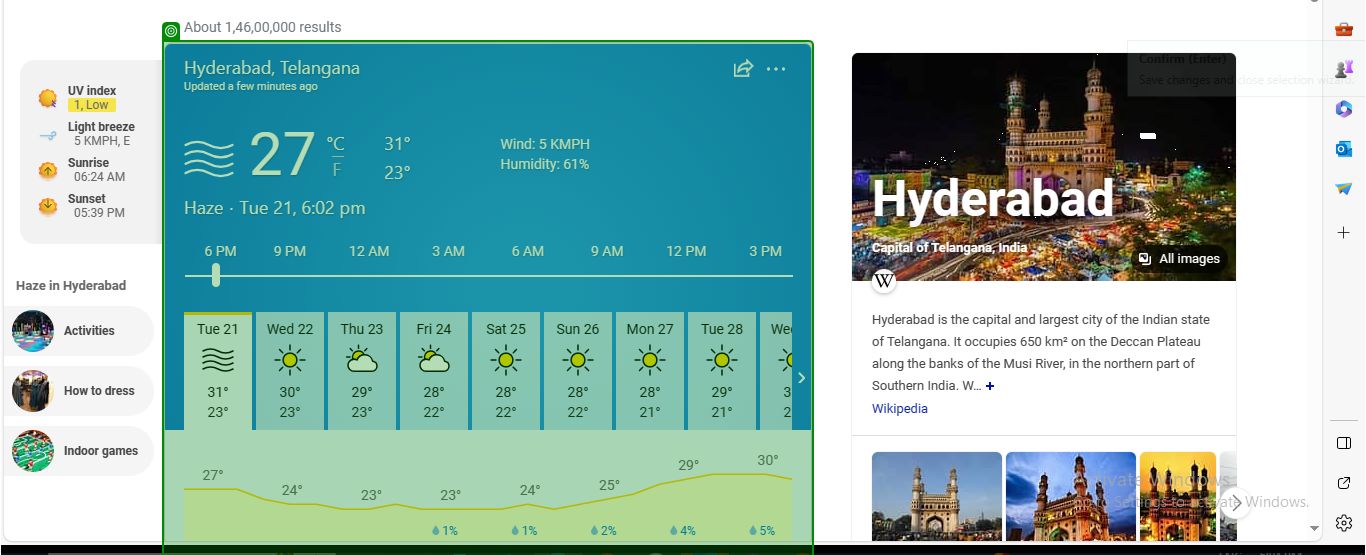 About 1,46,00,000 results
Hyderabad, Telangana
Updated a few minutes ago
27 °C F 31° 23°
Wind: 5 KMPH
Humidity: 61%
Haze · Tue 21, 6:02 pm
6 PM 9 PM 12 AM 3 AM 6 AM 9 AM 12 PM 3 PM
Tue 21 Wed 22 Thu 23 Fri 24 Sat 25 Sun 26 Mon 27 Tue 28 Wed
31° 30° 29° 28° 28° 28° 28° 29° 3
23° 23° 23° 22° 22° 22° 21° 21° 2
27° 24° 23° 23° 24° 25° 29° 30°
1% 1% 2% 4% 5%
UV index
1, Low
Light breeze
5 KMPH, E
Sunrise
06:24 AM
Sunset
05:39 PM
Haze in Hyderabad
Activities
How to dress
Indoor games
Confirm (Enter)
Save changes and close selection wizard.
Hyderabad
Capital of Telangana, India
All images
W
Hyderabad is the capital and largest city of the Indian state
of Telangana. It occupies 650 km² on the Deccan Plateau
along the banks of the Musi River, in the northern part of
Southern India. W… +
Wikipedia
Activate Windows
Settings to activate Windows.